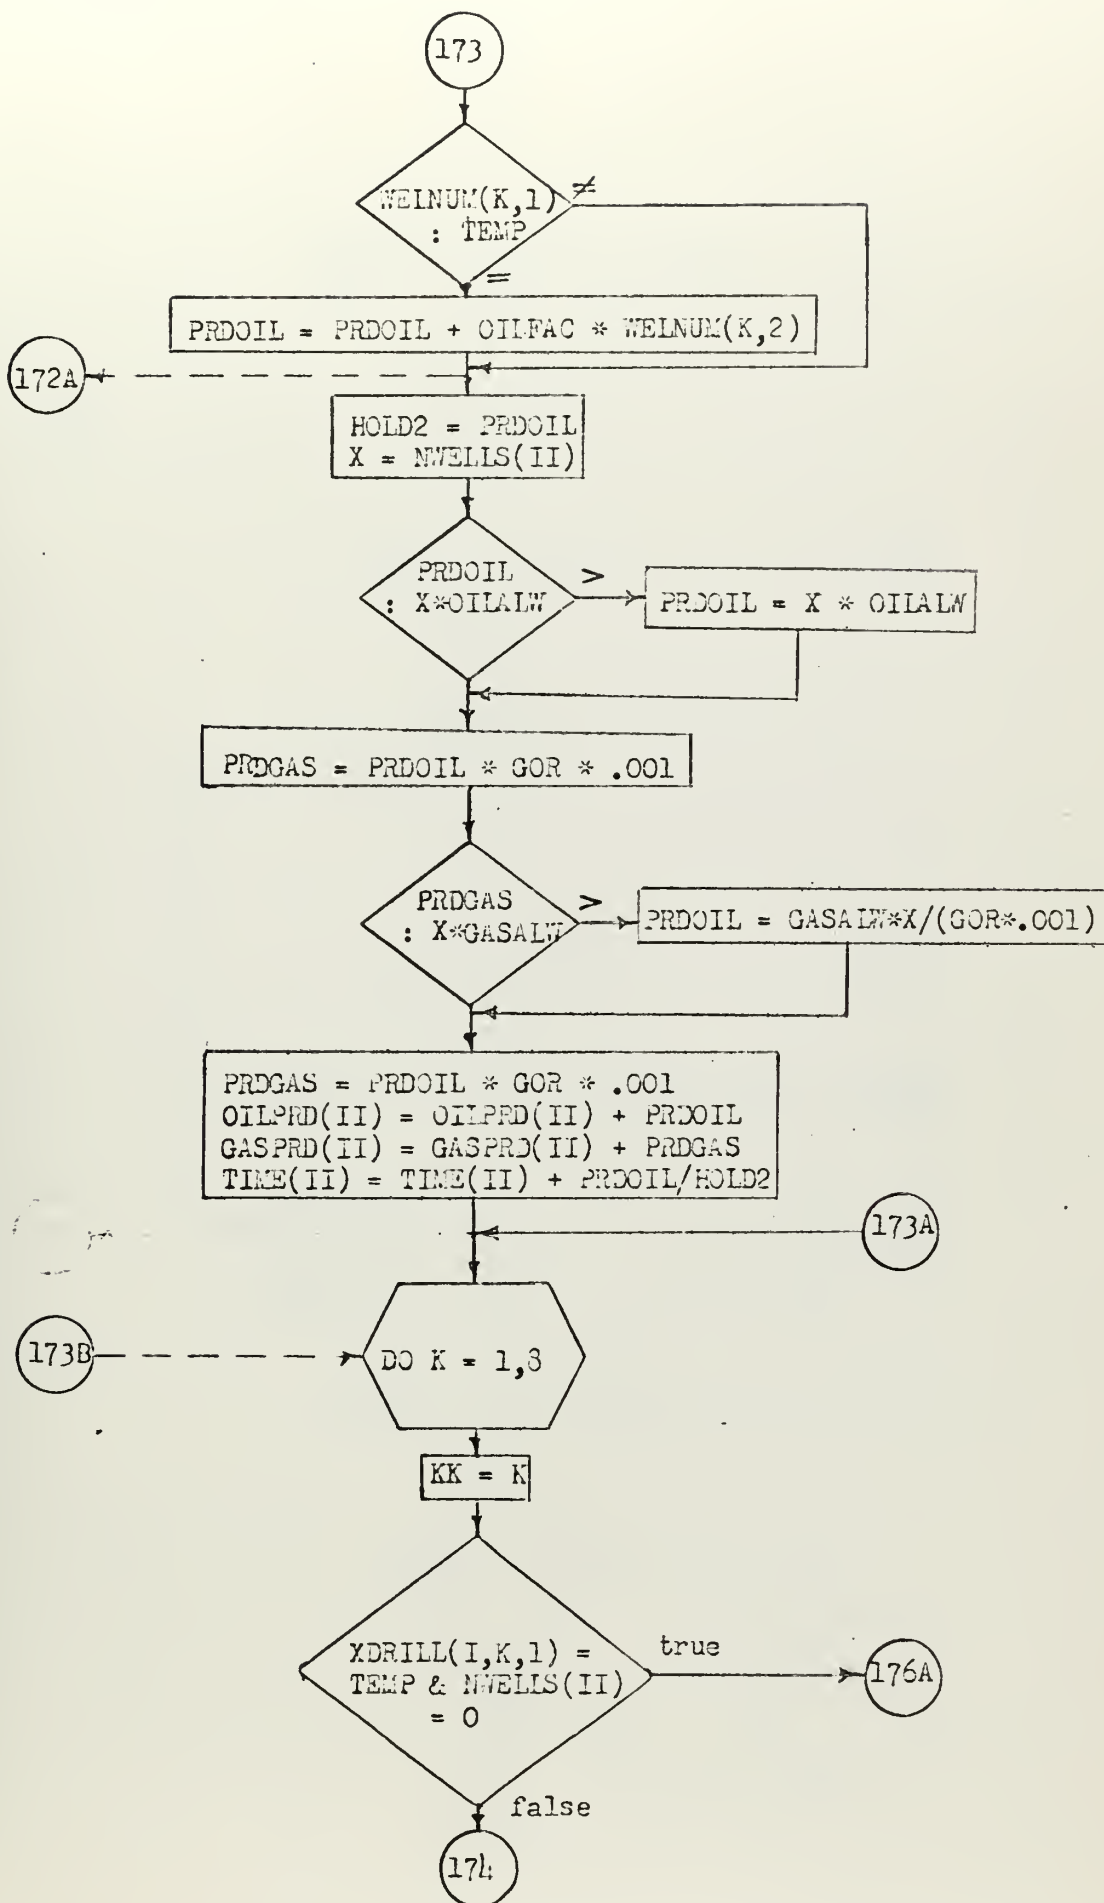 173
WELNUM(K,1) ≠
: TEMP
=
PRDOIL = PRDOIL + OILFAC * WELNUM(K,2)
172A
HOLD2 = PRDOIL
X = NWELLS(II)
PRDOIL >
: X*OILALW
PRDOIL = X * OILALW
PRDGAS = PRDOIL * GOR * .001
PRDGAS >
: X*GASALW
PRDOIL = GASALW*X/(GOR*.001)
PRDGAS = PRDOIL * GOR * .001
OILPRD(II) = OILPRD(II) + PRDOIL
GASPRD(II) = GASPRD(II) + PRDGAS
TIME(II) = TIME(II) + PRDOIL/HOLD2
173A
173B
DO K = 1,8
KK = K
XDRILL(I,K,1) =
TEMP & NWELLS(II)
= 0
true
176A
false
174